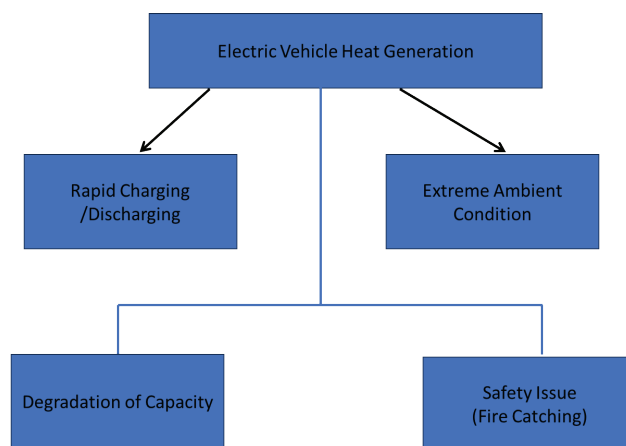 Electric Vehicle Heat Generation
Rapid Charging
/Discharging
Extreme Ambient
Condition
Degradation of Capacity
Safety Issue
(Fire Catching)